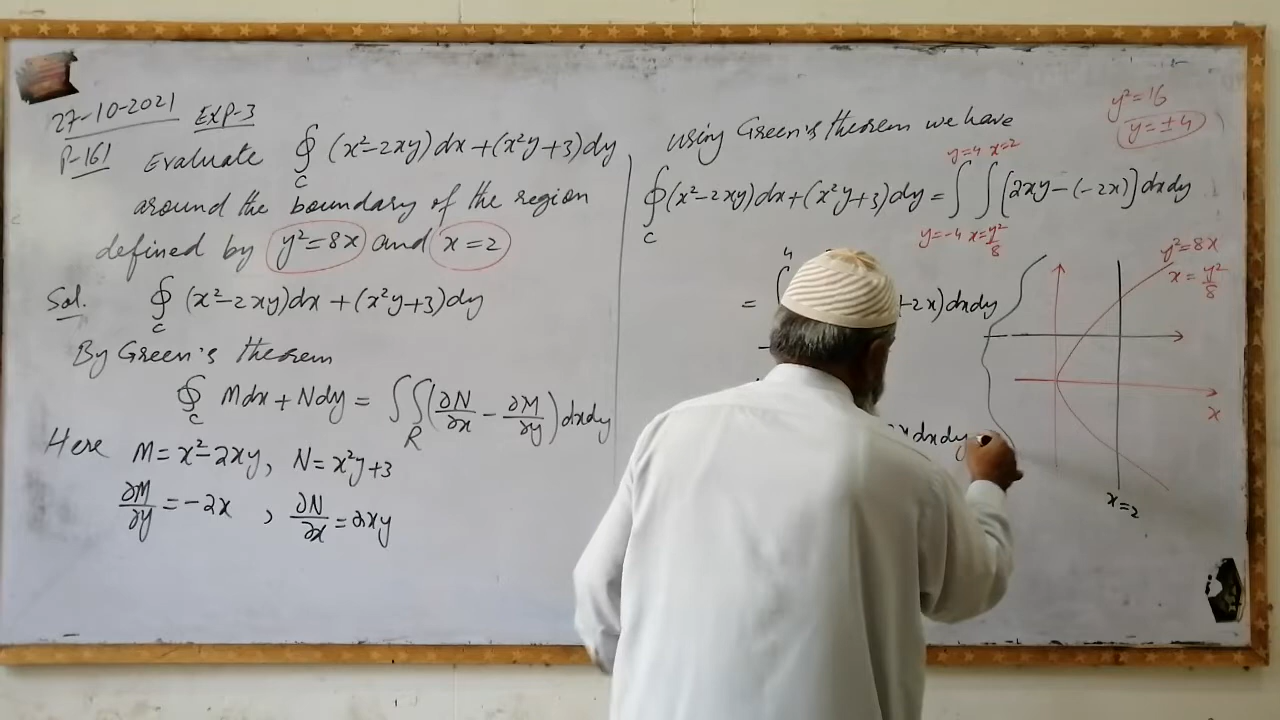 27-10-2021 EXP-3
P-161 Evaluate ∮_C (x²-2xy)dx+(x²y+3)dy
around the boundary of the region
defined by y²=8x and x=2
Sol. ∮_C (x²-2xy)dx+(x²y+3)dy
By Green's theorem
∮_C Mdx+Ndy = ∫∫_R (∂N/∂x - ∂M/∂y) dxdy
Here M=x²-2xy, N=x²y+3
∂M/∂y = -2x , ∂N/∂x = 2xy
y²=16
y=±4
using Green's theorem we have
y=4 x=2
∮_C (x²-2xy)dx+(x²y+3)dy = ∫∫ [2xy-(-2x)]dxdy
y=-4 x=y²/8
4
= ∫ +2x)dxdy
x dxdy
y²=8x
x=y²/8
x
x=2